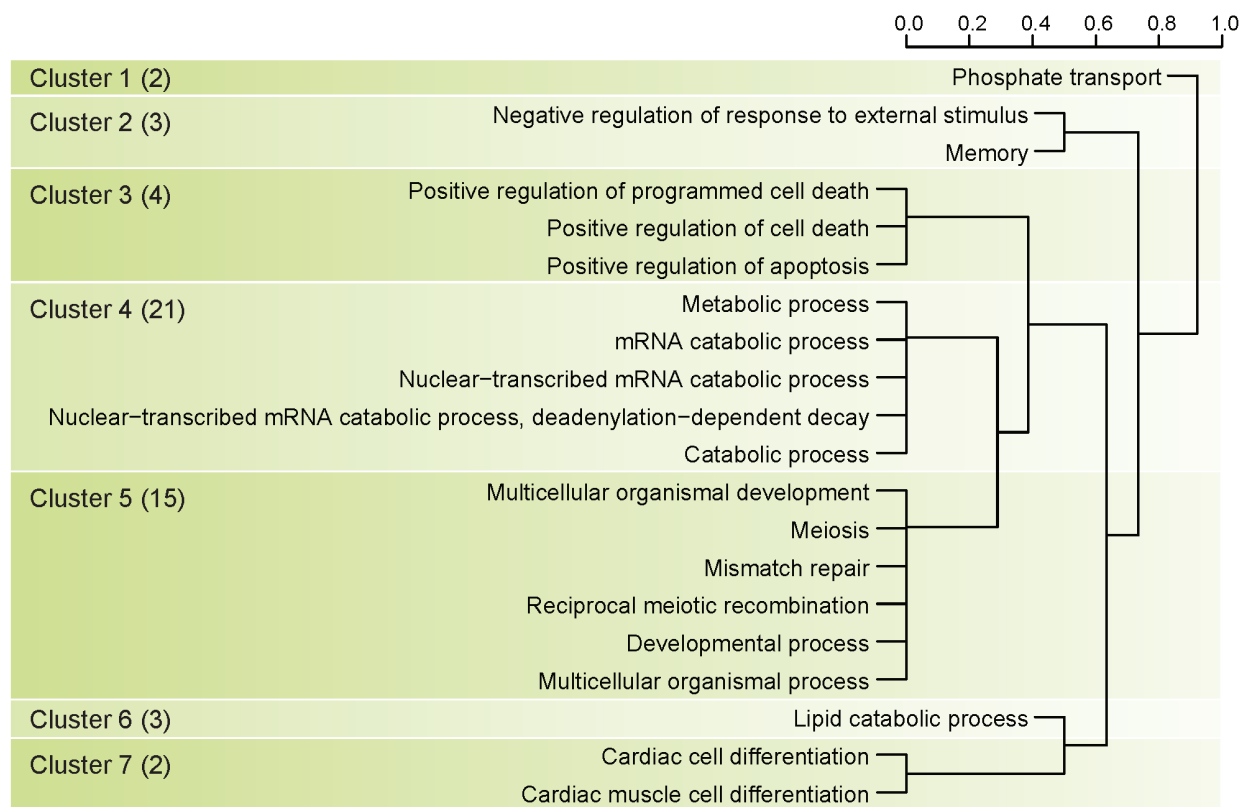 0.0 0.2 0.4 0.6 0.8 1.0
Cluster 1 (2)
Phosphate transport
Cluster 2 (3)
Negative regulation of response to external stimulus
Memory
Cluster 3 (4)
Positive regulation of programmed cell death
Positive regulation of cell death
Positive regulation of apoptosis
Cluster 4 (21)
Metabolic process
mRNA catabolic process
Nuclear−transcribed mRNA catabolic process
Nuclear−transcribed mRNA catabolic process, deadenylation−dependent decay
Catabolic process
Cluster 5 (15)
Multicellular organismal development
Meiosis
Mismatch repair
Reciprocal meiotic recombination
Developmental process
Multicellular organismal process
Cluster 6 (3)
Lipid catabolic process
Cluster 7 (2)
Cardiac cell differentiation
Cardiac muscle cell differentiation